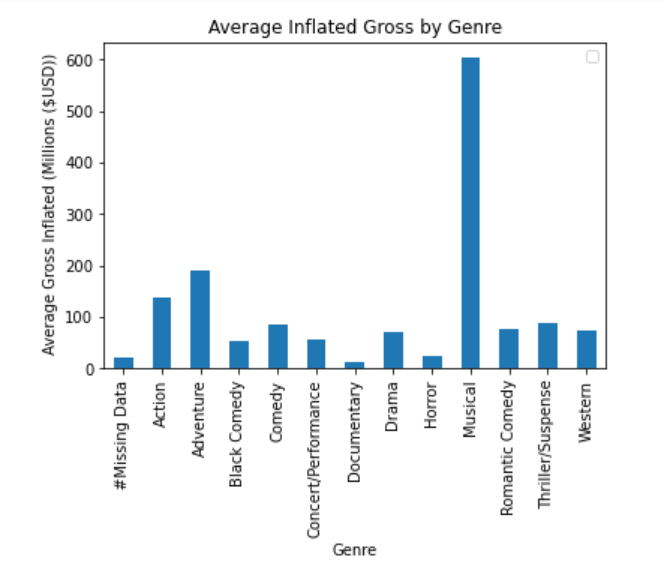 Average Inflated Gross by Genre
Average Gross Inflated (Millions ($USD))
600
500
400
300
200
100
0
#Missing Data
Action
Adventure
Black Comedy
Comedy
Concert/Performance
Documentary
Drama
Horror
Musical
Romantic Comedy
Thriller/Suspense
Western
Genre